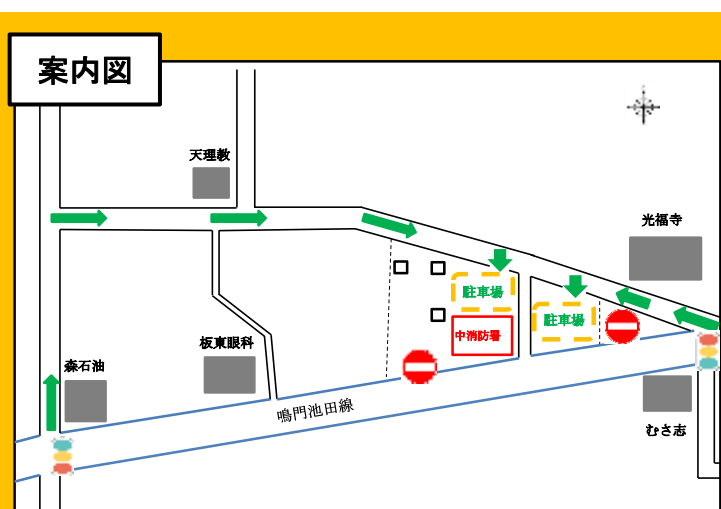 案内図
天理教
光福寺
駐車場
駐車場
中消防署
板東眼科
森石油
鳴門池田線
むさ志